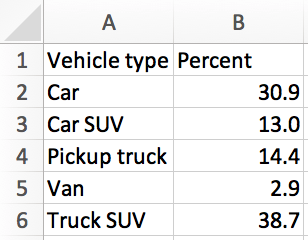 A B
1 Vehicle type Percent
2 Car 30.9
3 Car SUV 13.0
4 Pickup truck 14.4
5 Van 2.9
6 Truck SUV 38.7